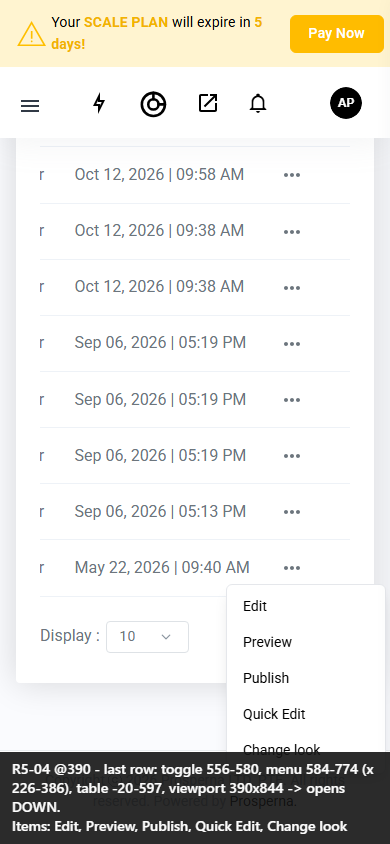 Your SCALE PLAN will expire in 5
days!
Pay Now
AP
r Oct 12, 2026 | 09:58 AM
r Oct 12, 2026 | 09:38 AM
r Oct 12, 2026 | 09:38 AM
r Sep 06, 2026 | 05:19 PM
r Sep 06, 2026 | 05:19 PM
r Sep 06, 2026 | 05:19 PM
r Sep 06, 2026 | 05:13 PM
r May 22, 2026 | 09:40 AM
Edit
Display : 10
Preview
Publish
Quick Edit
Change look
R5-04 @390 - last row: toggle 556-580, menu 584-774 (x
226-386), table -20-597, viewport 390x844 -> opens
DOWN.
reserved. Powered by Prosperna.
Items: Edit, Preview, Publish, Quick Edit, Change look